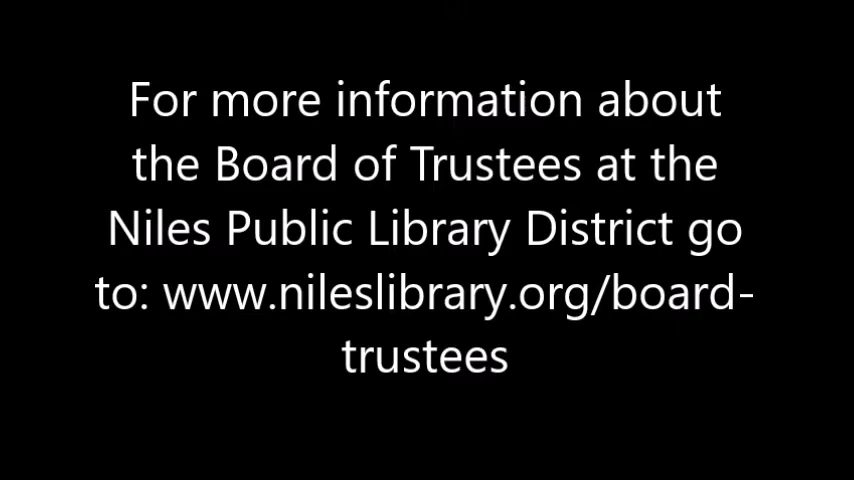 For more information about
the Board of Trustees at the
Niles Public Library District go
to: www.nileslibrary.org/board-
trustees